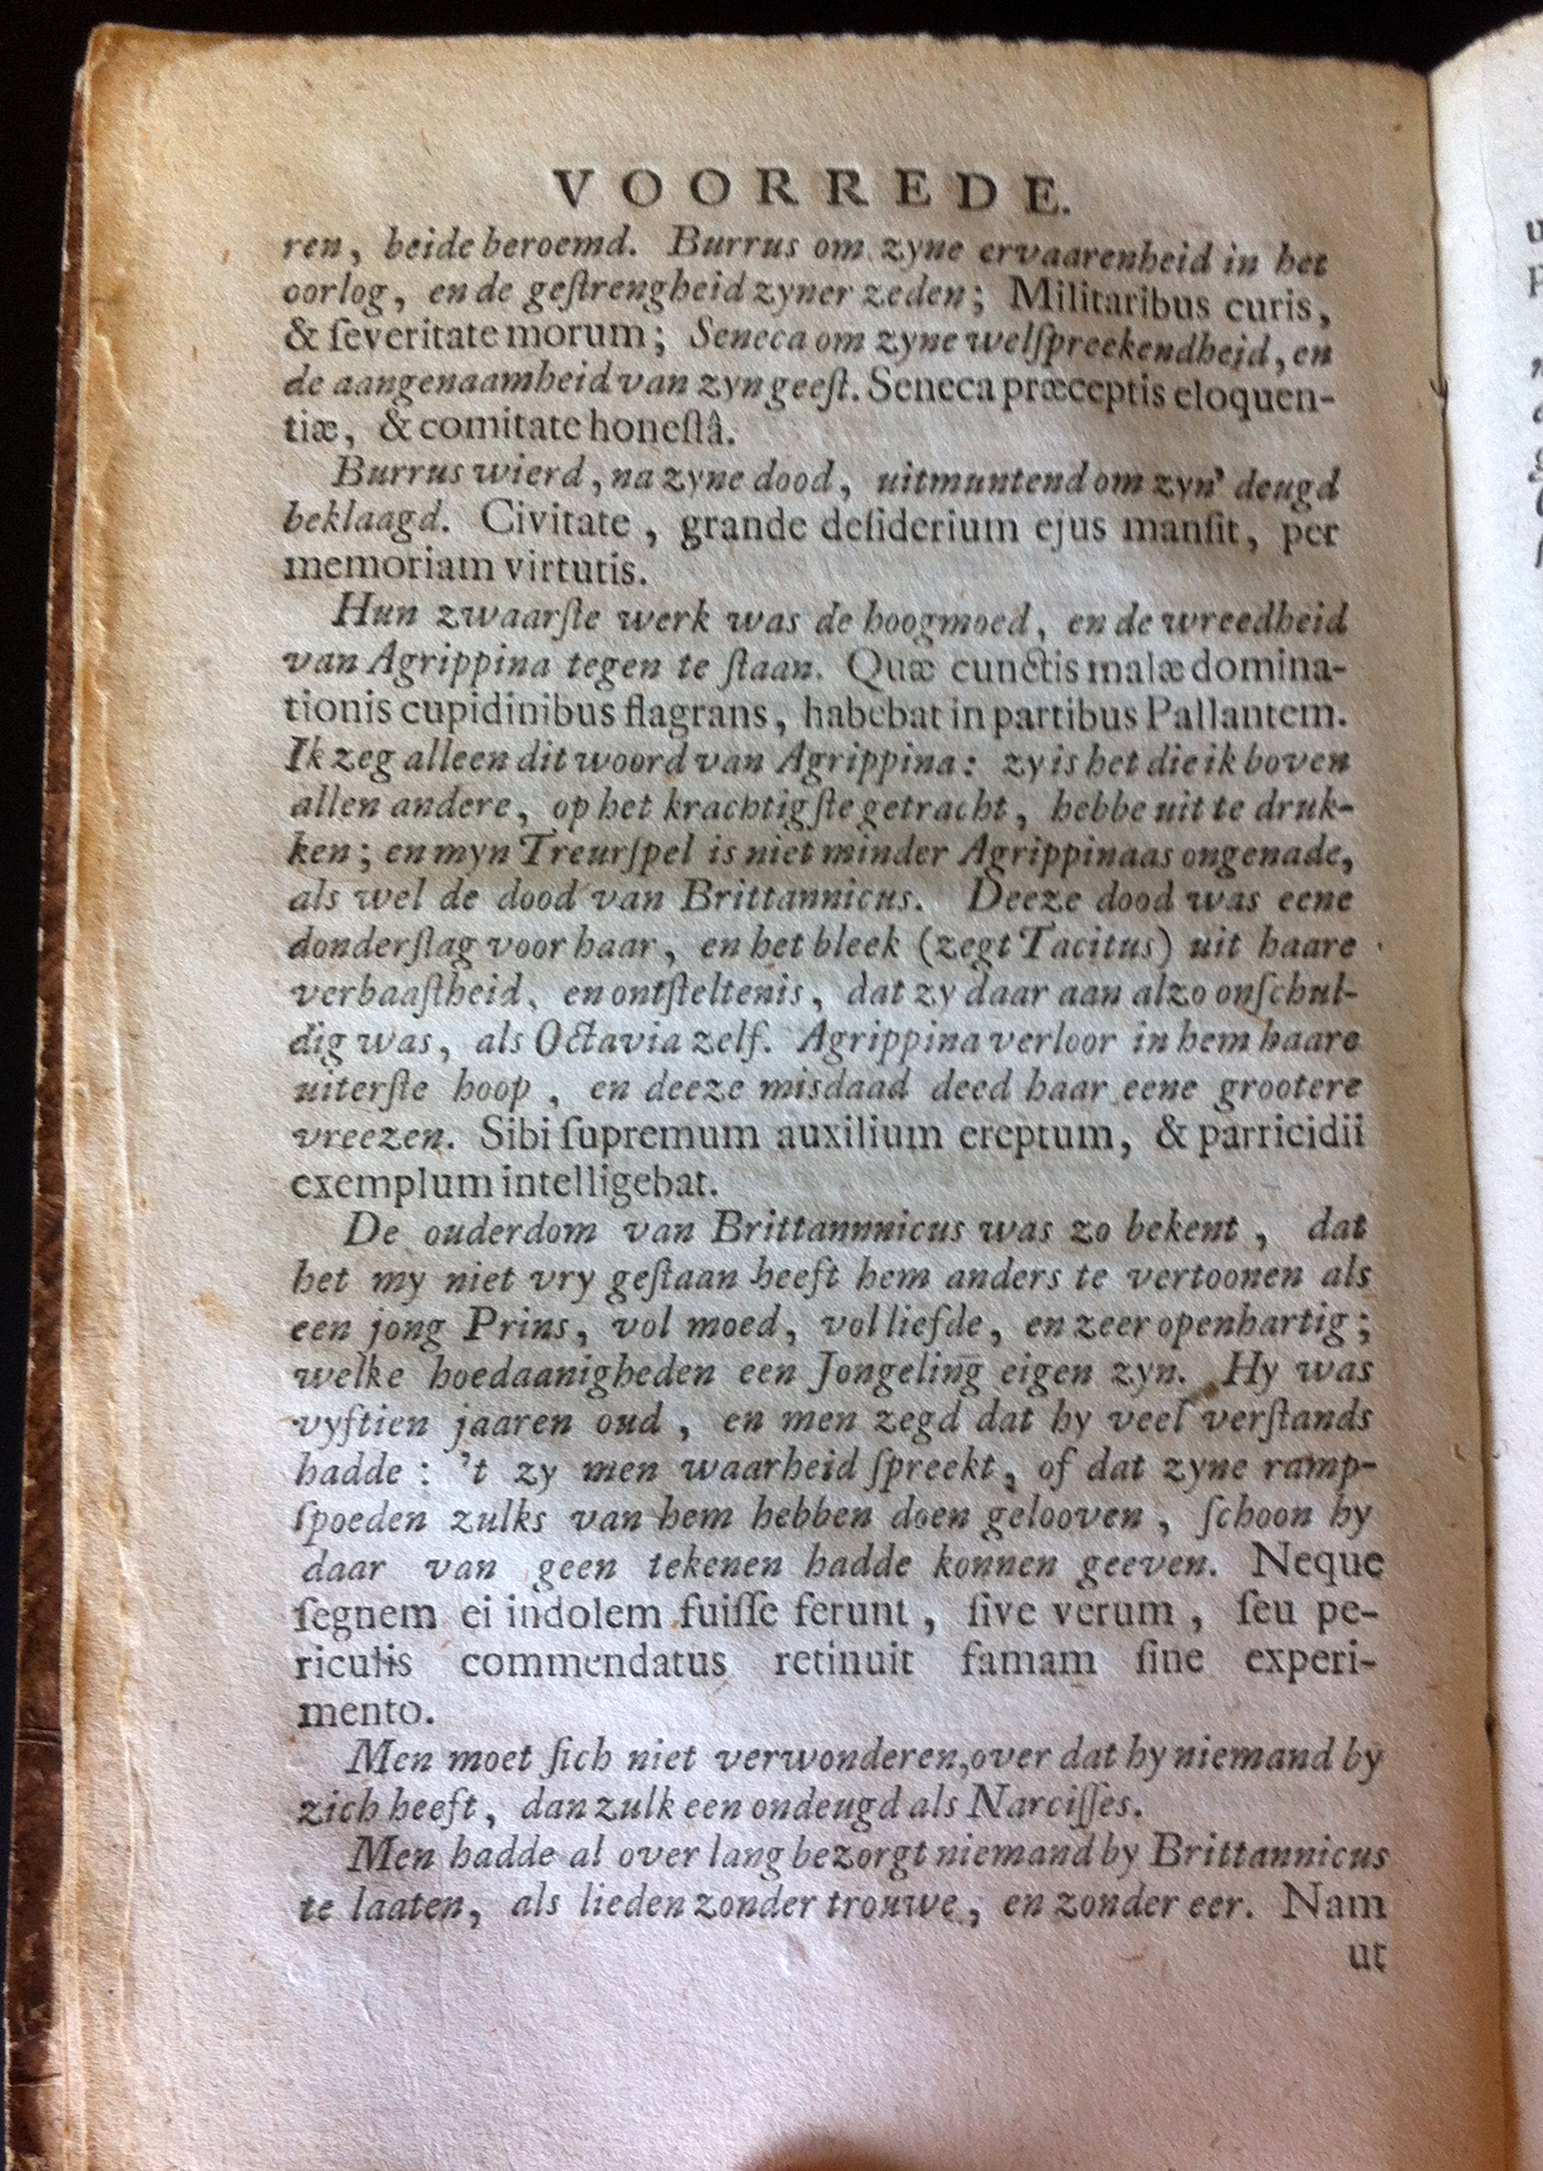 VOORREDE.
ren, beide beroemd. Burrus om zyne ervaarenheid in het
oorlog, en de geſtrengheid zyner zeden; Militaribus curis,
& ſeveritate morum; Seneca om zyne welſpreekendheid, en
de aangenaamheid van zyn geeſt. Seneca præceptis eloquen-
tiæ, & comitate honeſtâ.
Burrus wierd, na zyne dood, uitmuntend om zyn' deugd
beklaagd. Civitate, grande deſiderium ejus manſit, per
memoriam virtutis.
Hun zwaarſte werk was de hoogmoed, en de wreedheid
van Agrippina tegen te ſtaan. Quæ cunctis malæ domina-
tionis cupidinibus flagrans, habebat in partibus Pallantem.
Ik zeg alleen dit woord van Agrippina: zy is het die ik boven
allen andere, op het krachtigſte getracht, hebbe uit te druk-
ken; en myn Treurſpel is niet minder Agrippinaas ongenade,
als wel de dood van Brittannicus. Deeze dood was eene
donderſlag voor haar, en het bleek (zegt Tacitus) uit haare
verbaaſtheid, en ontſteltenis, dat zy daar aan alzo onſchul-
dig was, als Octavia zelf. Agrippina verloor in hem haare
uiterſte hoop, en deeze misdaad deed haar eene grootere
vreezen. Sibi ſupremum auxilium ereptum, & parricidii
exemplum intelligebat.
De ouderdom van Brittannnicus was zo bekent, dat
het my niet vry geſtaan heeft hem anders te vertoonen als
een jong Prins, vol moed, vol liefde, en zeer openhartig;
welke hoedaanigheden een Jongeling eigen zyn. Hy was
vyftien jaaren oud, en men zegd dat hy veel verſtands
hadde: 't zy men waarheid ſpreekt, of dat zyne ramp-
ſpoeden zulks van hem hebben doen gelooven, ſchoon hy
daar van geen tekenen hadde konnen geeven. Neque
ſegnem ei indolem fuiſſe ferunt, ſive verum, ſeu pe-
riculis commendatus retinuit famam ſine experi-
mento.
Men moet ſich niet verwonderen, over dat hy niemand by
zich heeft, dan zulk een ondeugd als Narciſſes.
Men hadde al over lang bezorgt niemand by Brittannicus
te laaten, als lieden zonder trouwe, en zonder eer. Nam
ut